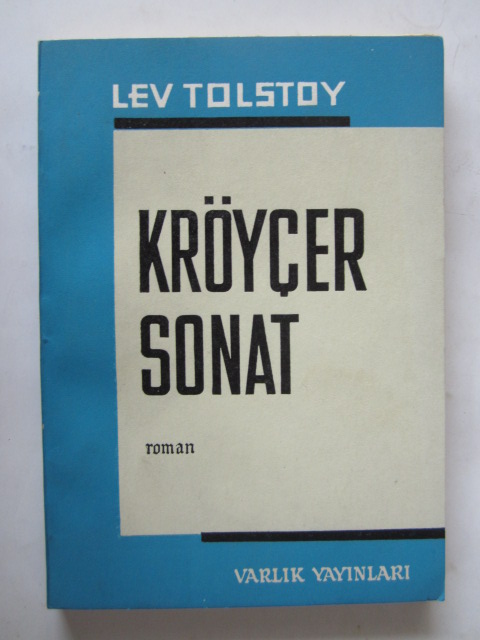 LEV TOLSTOY
KRÖYÇER
SONAT
roman
VARLIK YAYINLARI